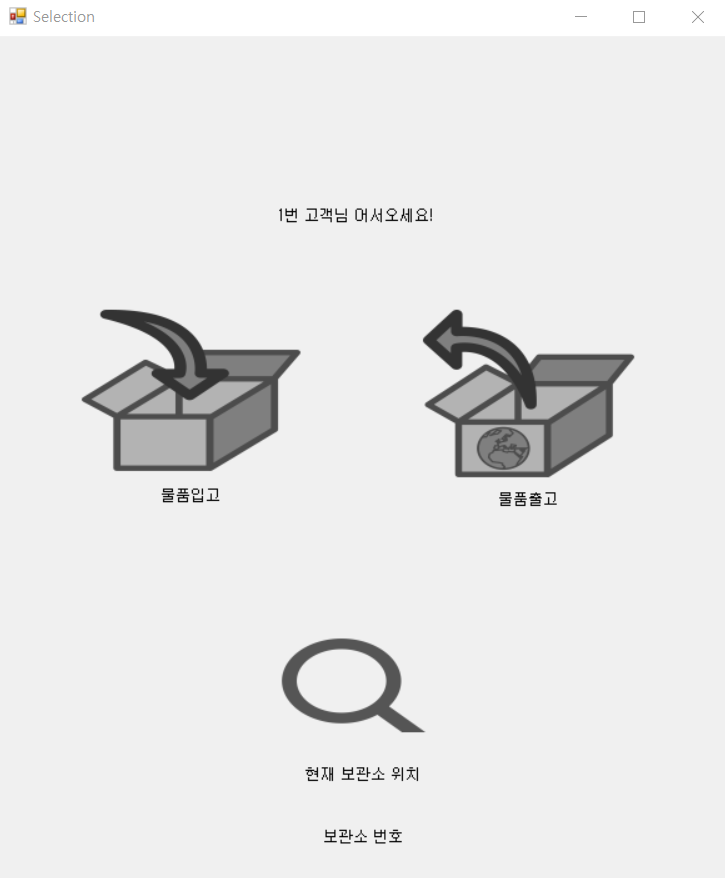 Selection
1번 고객님 어서오세요!
물품입고
물품출고
현재 보관소 위치
보관소 번호